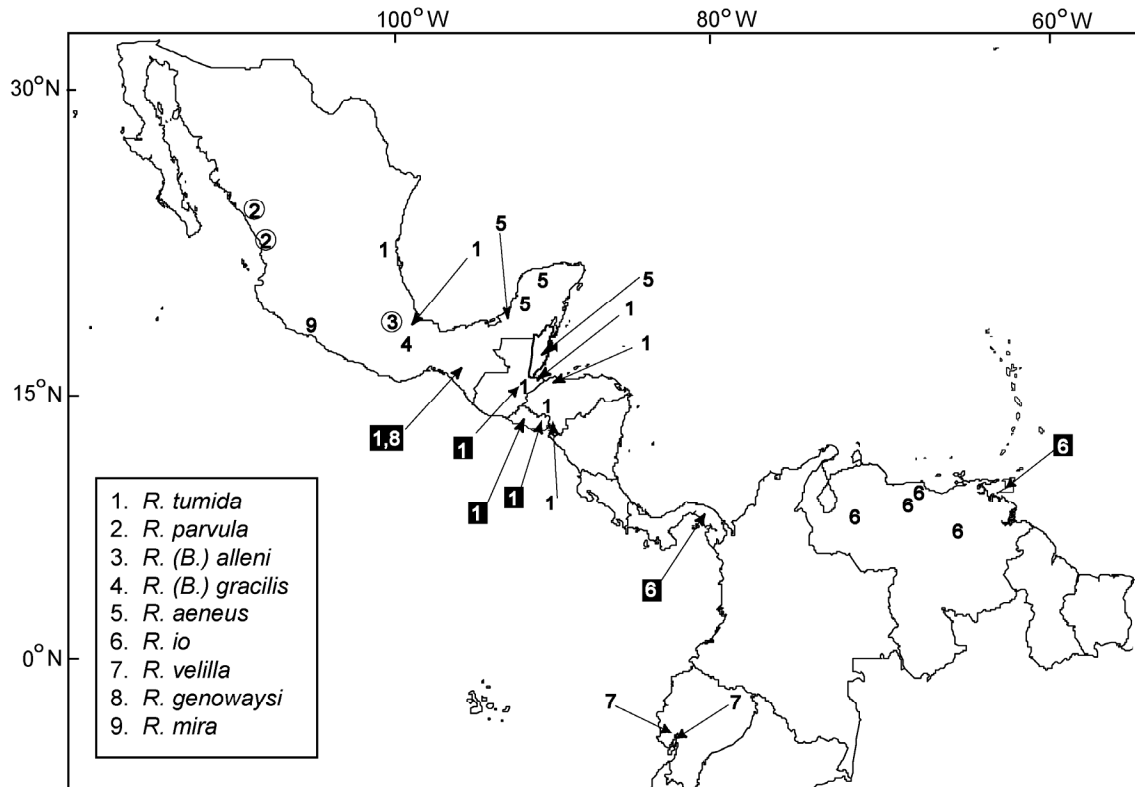 100°W 80°W 60°W
30°N
2
2
5
1 1
5
5 5
1
9 3
4
1
1
15°N
1
1,8 1
1 1 1
6
6
6
6 6
6
0°N
7 7
1. R. tumida
2. R. parvula
3. R. (B.) alleni
4. R. (B.) gracilis
5. R. aeneus
6. R. io
7. R. velilla
8. R. genowaysi
9. R. mira